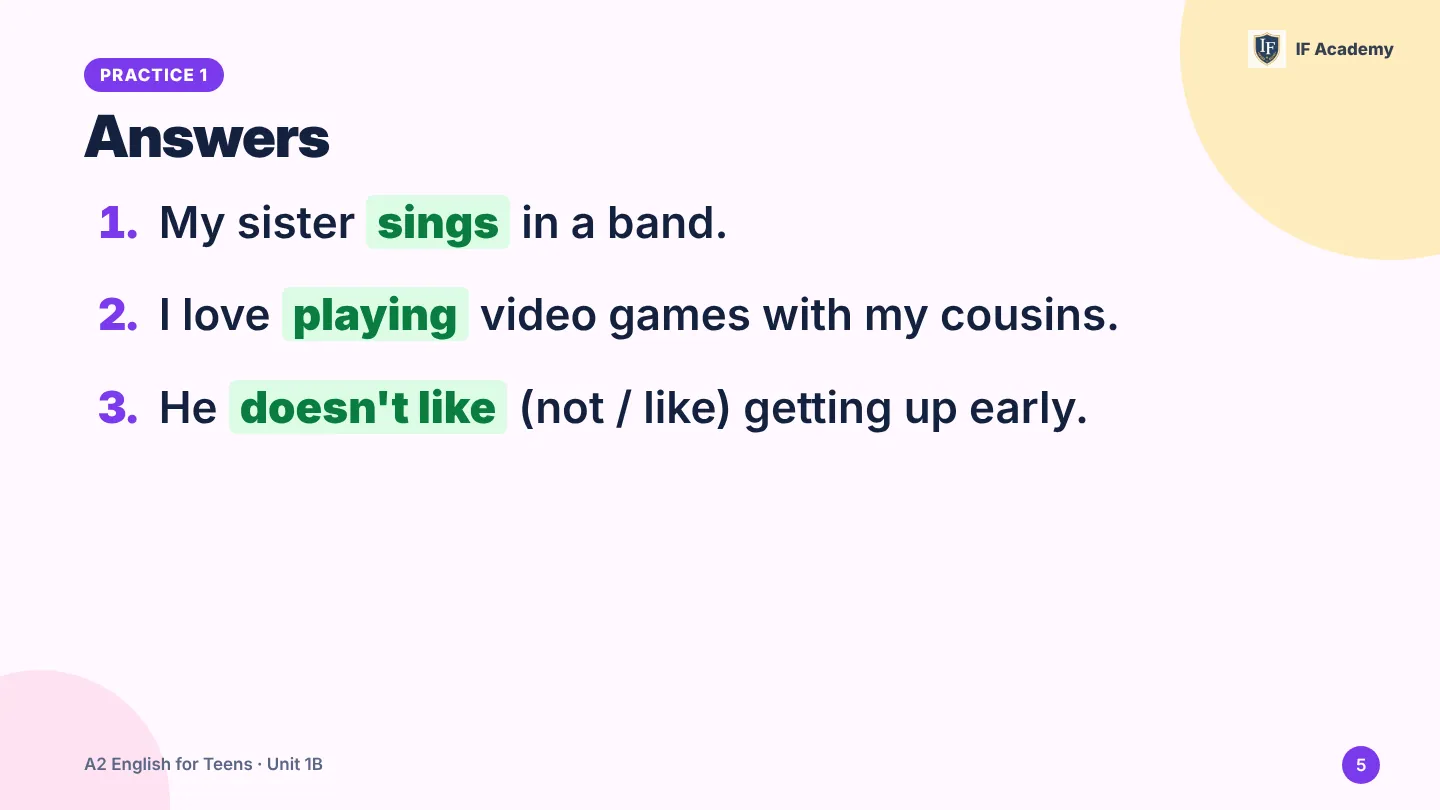 IF IF Academy
PRACTICE 1
Answers
1. My sister sings in a band.
2. I love playing video games with my cousins.
3. He doesn't like (not / like) getting up early.
A2 English for Teens · Unit 1B
5